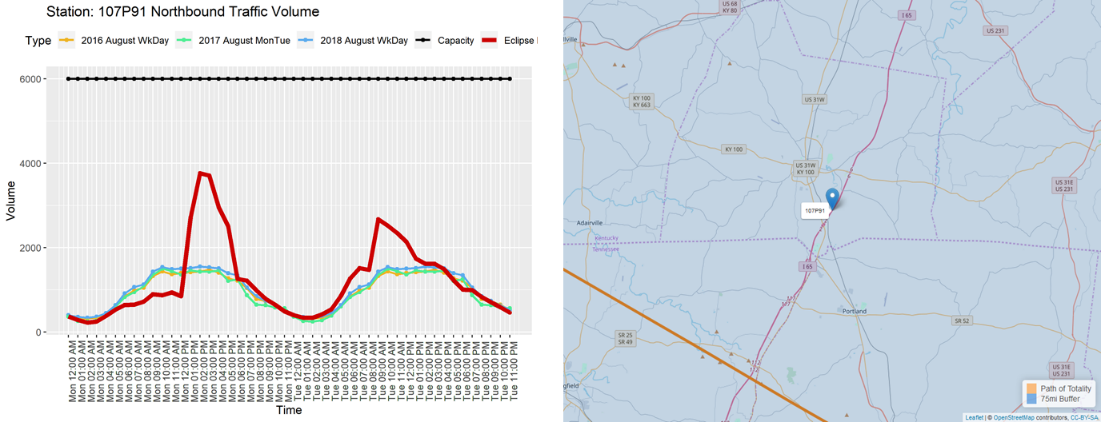 Station: 107P91 Northbound Traffic Volume
Type
2016 August WkDay
2017 August MonTue
2018 August WkDay
Capacity
Eclipse
6000
4000
2000
0
Volume
Mon 12:00 AM
Mon 01:00 AM
Mon 02:00 AM
Mon 03:00 AM
Mon 04:00 AM
Mon 05:00 AM
Mon 06:00 AM
Mon 07:00 AM
Mon 08:00 AM
Mon 09:00 AM
Mon 10:00 AM
Mon 11:00 AM
Mon 12:00 PM
Mon 01:00 PM
Mon 02:00 PM
Mon 03:00 PM
Mon 04:00 PM
Mon 05:00 PM
Mon 06:00 PM
Mon 07:00 PM
Mon 08:00 PM
Mon 09:00 PM
Mon 10:00 PM
Mon 11:00 PM
Tue 12:00 AM
Tue 01:00 AM
Tue 02:00 AM
Tue 03:00 AM
Tue 04:00 AM
Tue 05:00 AM
Tue 06:00 AM
Tue 07:00 AM
Tue 08:00 AM
Tue 09:00 AM
Tue 10:00 AM
Tue 11:00 AM
Tue 12:00 PM
Tue 01:00 PM
Tue 02:00 PM
Tue 03:00 PM
Tue 04:00 PM
Tue 05:00 PM
Tue 06:00 PM
Tue 07:00 PM
Tue 08:00 PM
Tue 09:00 PM
Tue 10:00 PM
Tue 11:00 PM
Time
US 68
KY 80
I 65
US 231
KY 100
KY 663
US 31W
KY 100
US 31W
KY 100
US 31E
US 231
107P91
Adairville
Kentucky
Tennessee
I 65
Portland
SR 52
SR 25
SR 49
US 31E
US 231
Path of Totality
75mi Buffer
Leaflet | © OpenStreetMap contributors, CC-BY-SA